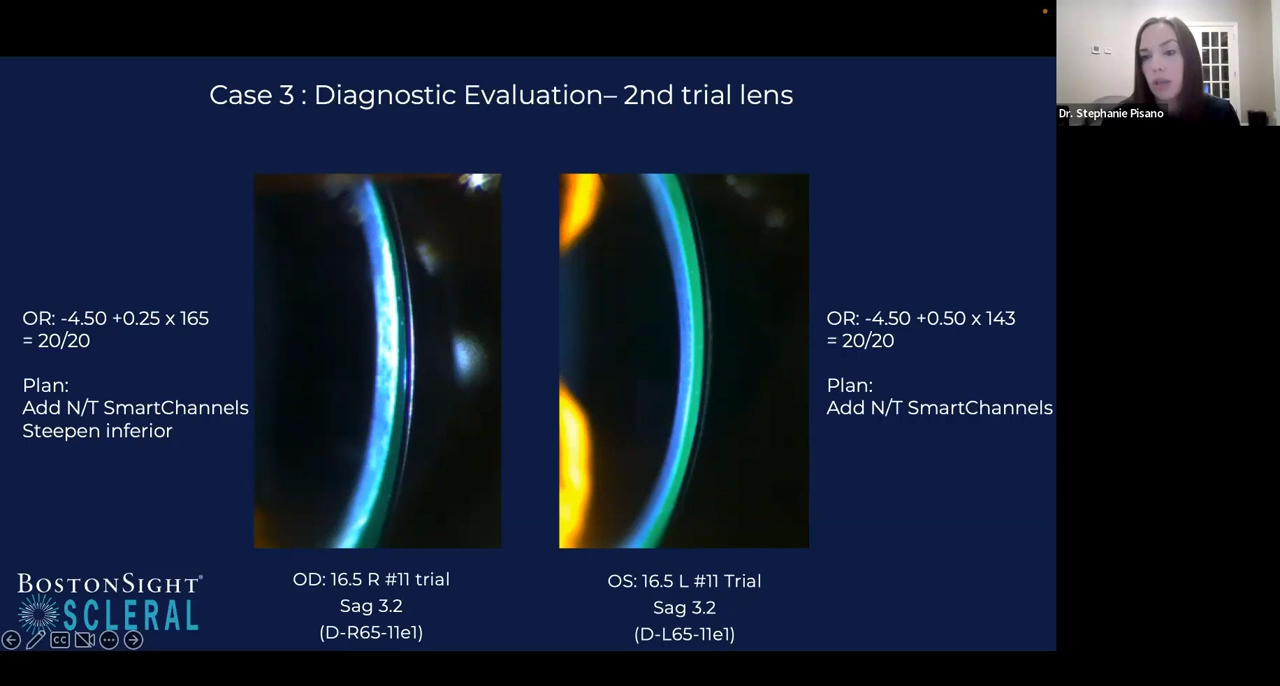 Case 3 : Diagnostic Evaluation– 2nd trial lens
Dr. Stephanie Pisano
OR: -4.50 +0.25 x 165
= 20/20
Plan:
Add N/T SmartChannels
Steepen inferior
OR: -4.50 +0.50 x 143
= 20/20
Plan:
Add N/T SmartChannels
OD: 16.5 R #11 trial
Sag 3.2
(D-R65-11e1)
OS: 16.5 L #11 Trial
Sag 3.2
(D-L65-11e1)
BOSTONSIGHT®
SCLERAL
CC